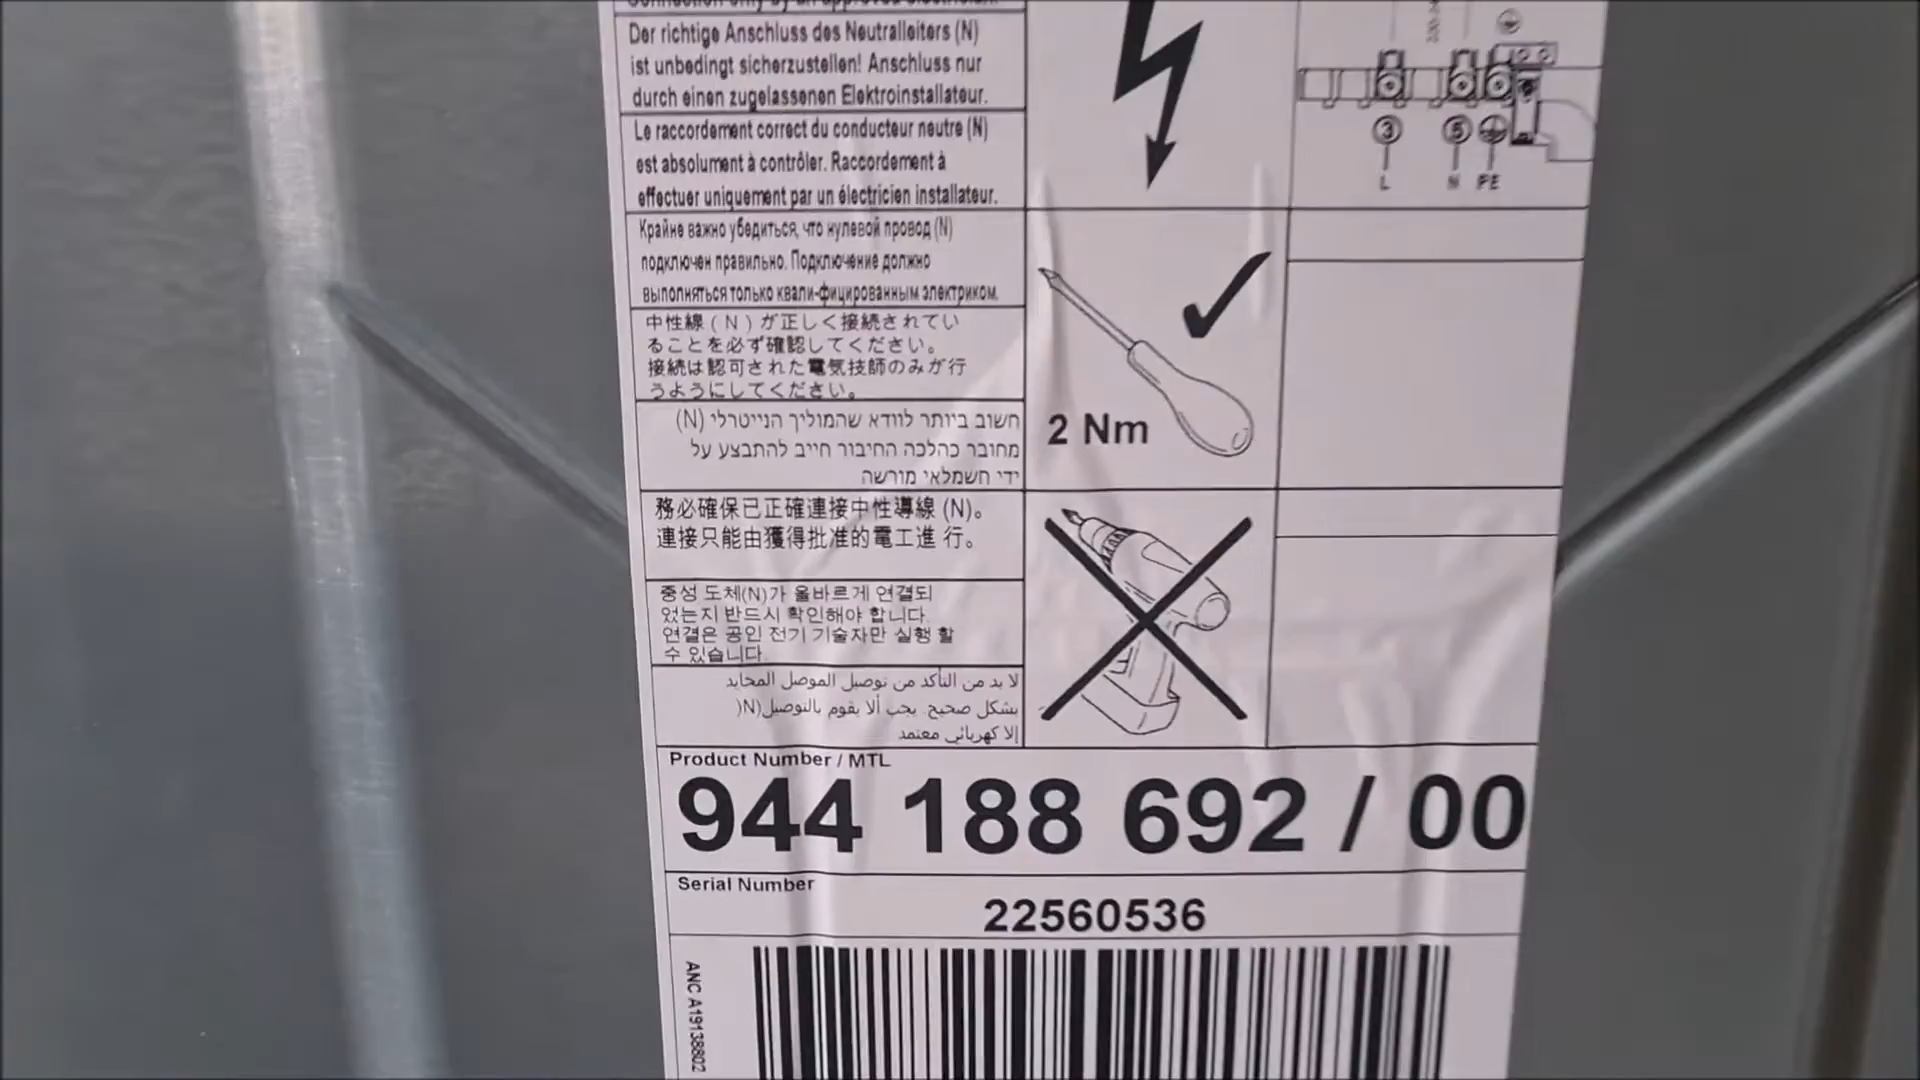 Connection only by an approved electrician.
Der richtige Anschluss des Neutralleiters (N)
ist unbedingt sicherzustellen! Anschluss nur
durch einen zugelassenen Elektroinstallateur.
Le raccordement correct du conducteur neutre (N)
est absolument à contrôler. Raccordement à
effectuer uniquement par un électricien installateur.
Крайне важно убедиться, что нулевой провод (N)
подключен правильно. Подключение должно
выполняться только квали-фицированным электриком.
中性線 ( N ) が正しく接続されてい
ることを必ず確認してください。
接続は認可された電気技師のみが行
うようにしてください。
חשוב ביותר לוודא שהמוליך הנייטרלי (N)
מחובר כהלכה החיבור חייב להתבצע על
ידי חשמלאי מורשה
務必確保已正確連接中性導線 (N)。
連接只能由獲得批准的電工進 行。
중성 도체(N)가 올바르게 연결되
었는지 반드시 확인해야 합니다.
연결은 공인 전기 기술자만 실행 할
수 있습니다.
لا بد من التأكد من توصيل الموصل المحايد
بشكل صحيح. يجب ألا يقوم بالتوصيل(N(
إلا كهربائي معتمد
3 5
L N PE
2 Nm
Product Number / MTL
944 188 692 / 00
Serial Number
22560536
ANC A19138802